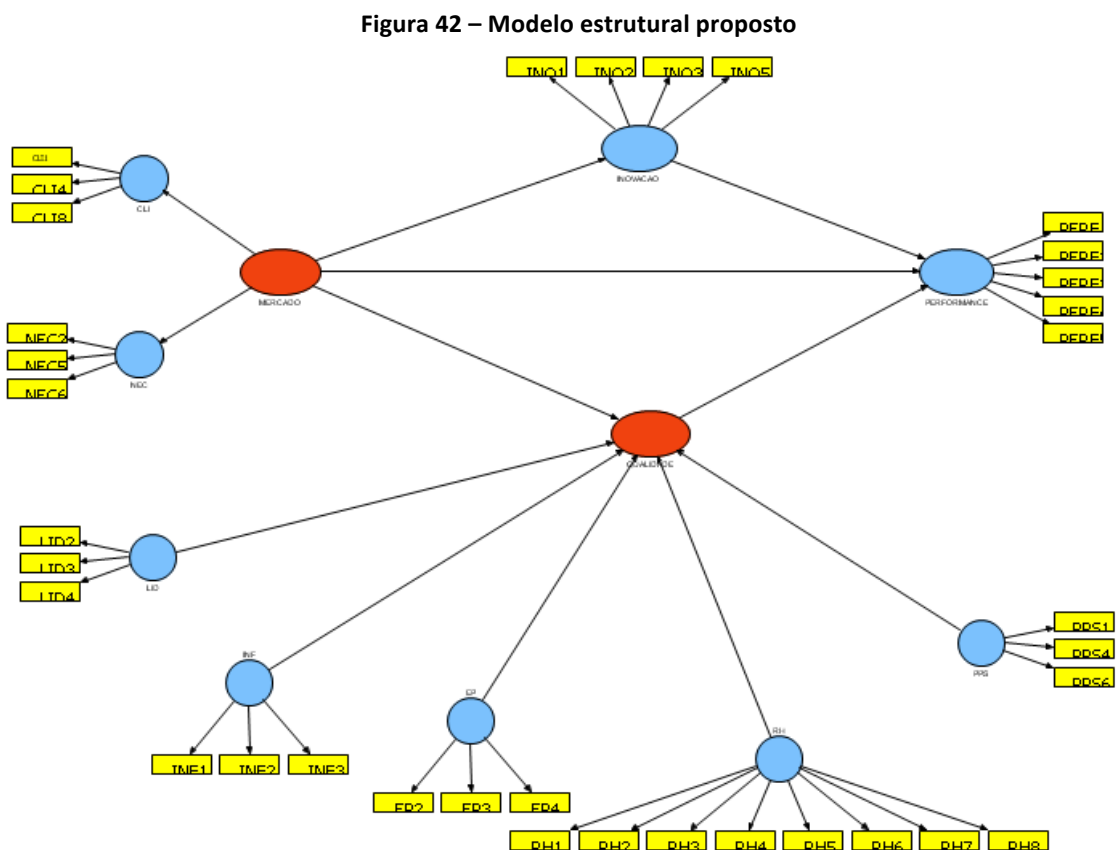 Figura 42 – Modelo estrutural proposto
INO1 INO2 INO3 INO5
INOVACAO
CLI4
CLI8
CLI
MERCADO
PERFORMANCE
NEC2
NEC5
NEC6
NEC
QUALIDADE
LID2
LID3
LID4
LID
PPS1
PPS4
PPS6
PPS
INF
INF1 INF2 INF3
EP
EP2 EP3 EP4
RH
RH1 RH2 RH3 RH4 RH5 RH6 RH7 RH8